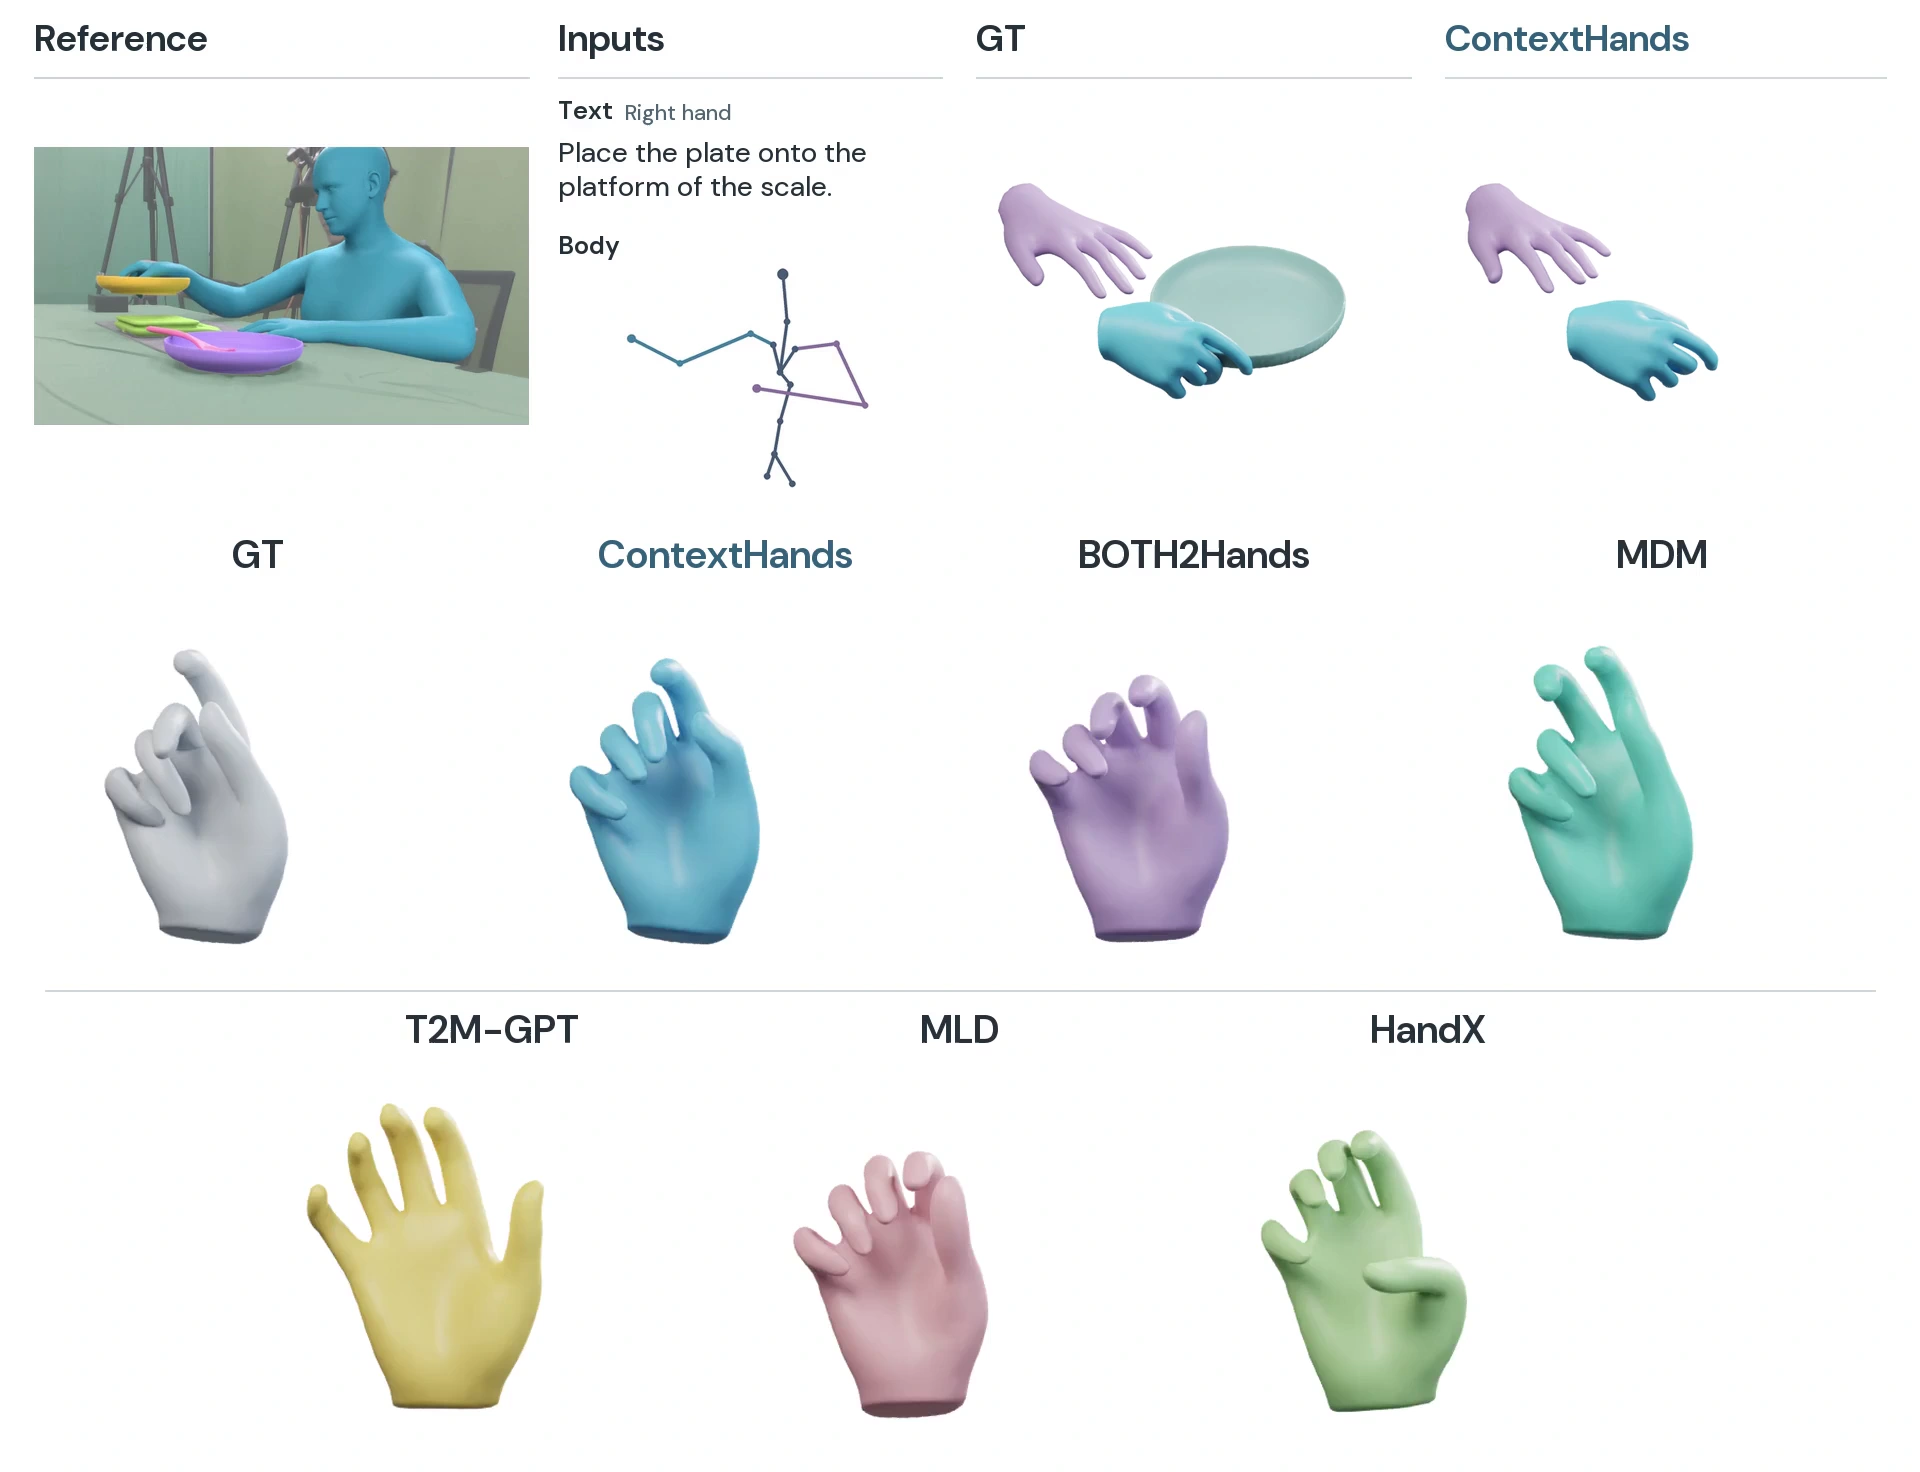 Reference
Inputs
GT
ContextHands
Text Right hand
Place the plate onto the
platform of the scale.
Body
GT
ContextHands
BOTH2Hands
MDM
T2M-GPT
MLD
HandX